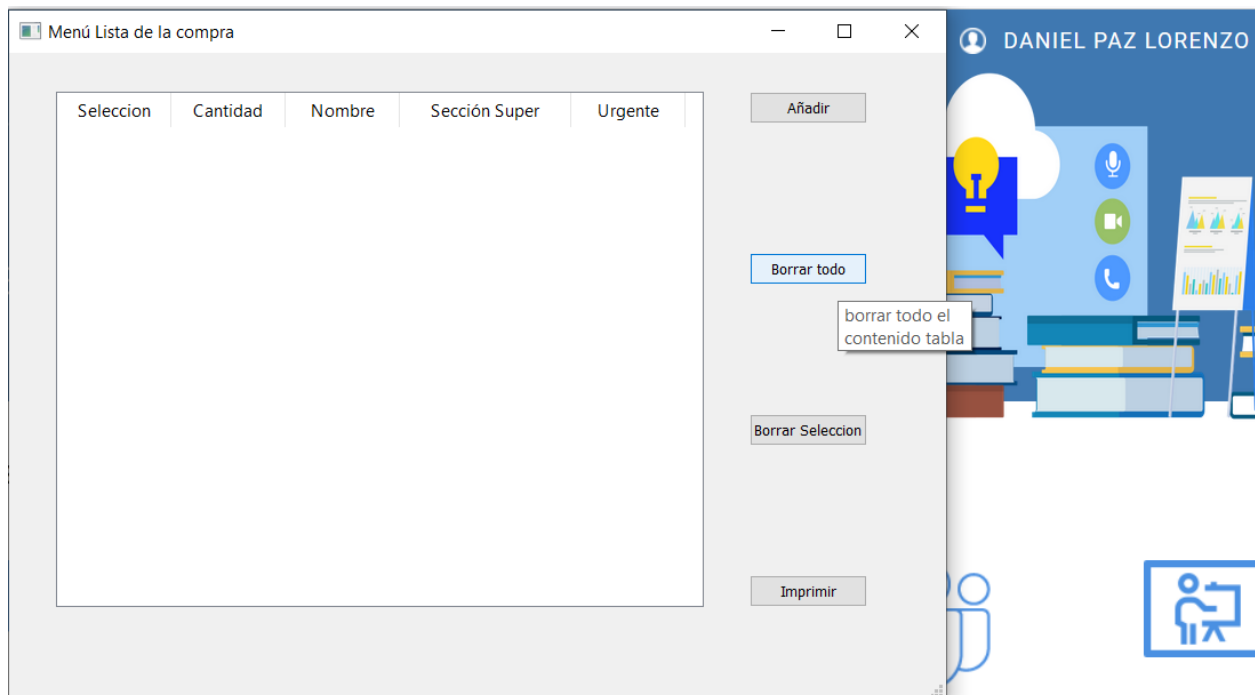 Menú Lista de la compra
DANIEL PAZ LORENZO
Seleccion Cantidad Nombre Sección Super Urgente
Añadir
Borrar todo
borrar todo el
contenido tabla
Borrar Seleccion
Imprimir